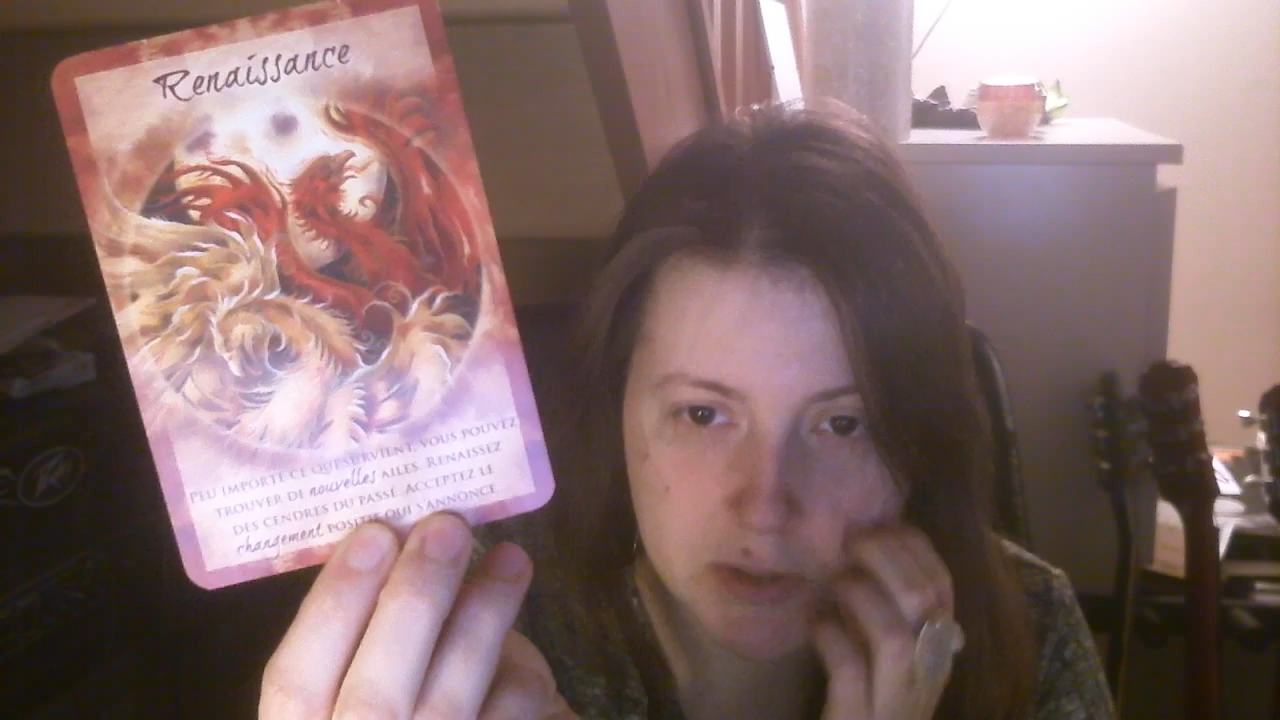 Renaissance
PEU IMPORTE CE QUI SURVIENT, VOUS POUVEZ
TROUVER DE nouvelles AILES. RENAISSEZ
DES CENDRES DU PASSÉ. ACCEPTEZ LE
changement POSITIF QUI S'ANNONCE.